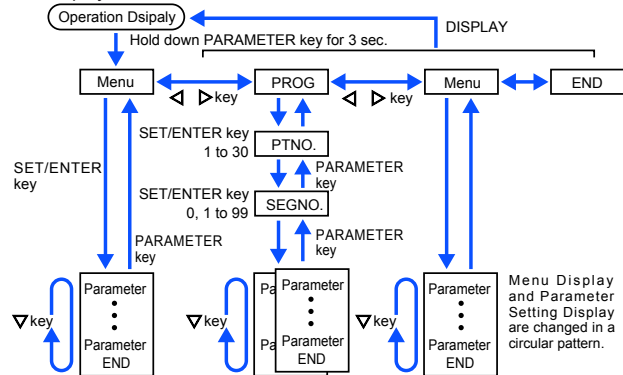 Operation Dsipaly
DISPLAY
Hold down PARAMETER key for 3 sec.
Menu
PROG
Menu
END
key
key
SET/ENTER key
1 to 30
PTNO.
PARAMETER
key
SET/ENTER
key
SET/ENTER key
0, 1 to 99
SEGNO.
PARAMETER
key
PARAMETER
key
Parameter
Parameter
END
key
Pa
Pa
Parameter
Parameter
END
key
Parameter
Parameter
END
key
Menu Display
and Parameter
Setting Display
are changed in a
circular pattern.